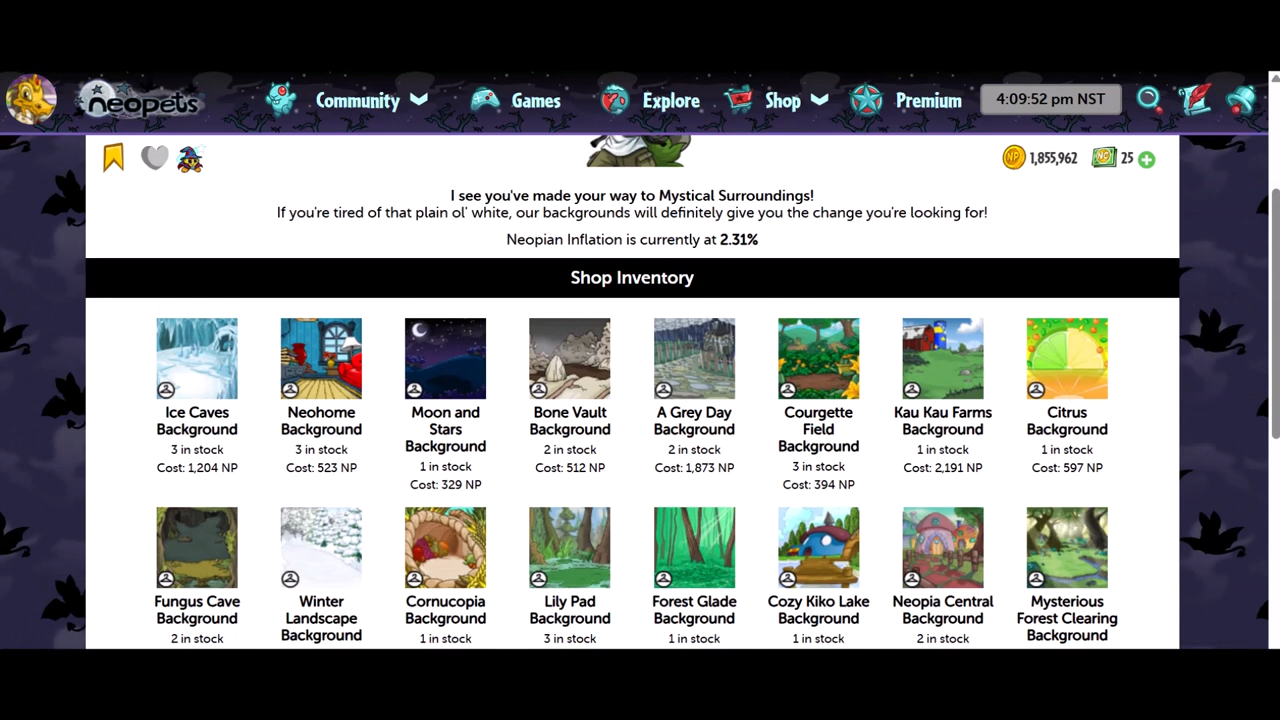 neopets
Community
Games
Explore
Shop
Premium
4:09:52 pm NST
NP 1,855,962
NC 25
I see you've made your way to Mystical Surroundings!
If you're tired of that plain ol' white, our backgrounds will definitely give you the change you're looking for!
Neopian Inflation is currently at 2.31%
Shop Inventory
Ice Caves
Background
3 in stock
Cost: 1,204 NP
Neohome
Background
3 in stock
Cost: 523 NP
Moon and
Stars
Background
1 in stock
Cost: 329 NP
Bone Vault
Background
2 in stock
Cost: 512 NP
A Grey Day
Background
2 in stock
Cost: 1,873 NP
Courgette
Field
Background
3 in stock
Cost: 394 NP
Kau Kau Farms
Background
1 in stock
Cost: 2,191 NP
Citrus
Background
1 in stock
Cost: 597 NP
Fungus Cave
Background
2 in stock
Winter
Landscape
Background
Cornucopia
Background
1 in stock
Lily Pad
Background
3 in stock
Forest Glade
Background
1 in stock
Cozy Kiko Lake
Background
1 in stock
Neopia Central
Background
2 in stock
Mysterious
Forest Clearing
Background